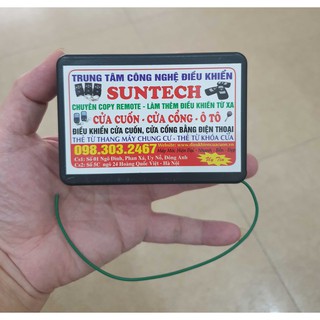 TRUNG TÂM CÔNG NGHỆ ĐIỀU KHIỂN
SUNTECH
CHUYÊN COPY REMOTE - LÀM THÊM ĐIỀU KHIỂN TỪ XA
CỬA CUỐN - CỬA CỔNG - Ô TÔ
ĐIỀU KHIỂN CỬA CUỐN, CỬA CỔNG BẰNG ĐIỆN THOẠI
THẺ TỪ THANG MÁY CHUNG CƯ - THẺ TỪ KHÓA CỬA
098.303.2467
Cs1: Số 01 Ngô Đình, Phan Xá, Uy Nỗ, Đông Anh
Cs2: Số 56 ngõ 24 Hoàng Quốc Việt - Hà Nội